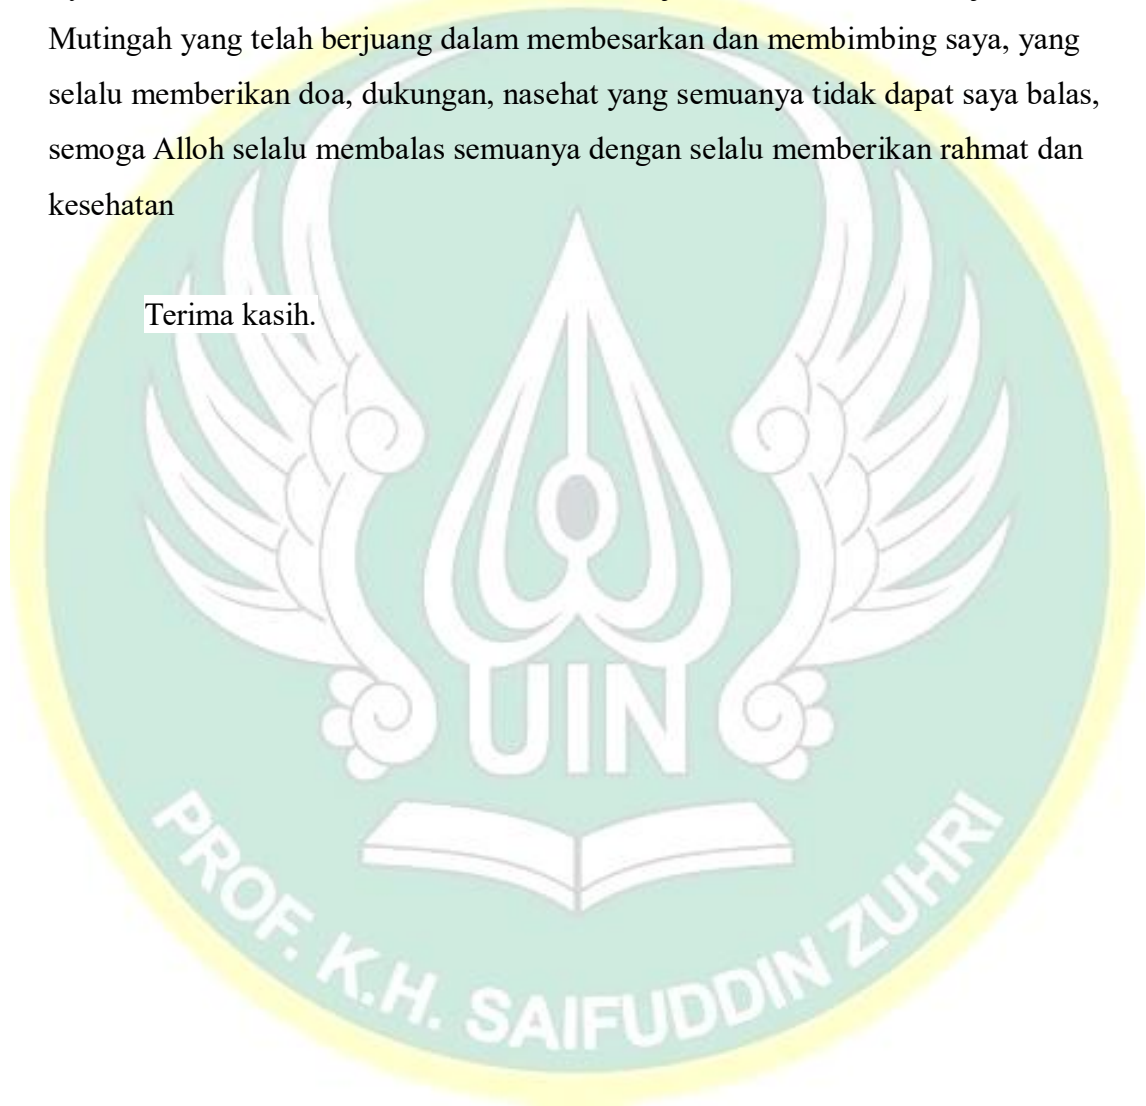 Mutingah yang telah berjuang dalam membesarkan dan membimbing saya, yang
selalu memberikan doa, dukungan, nasehat yang semuanya tidak dapat saya balas,
semoga Alloh selalu membalas semuanya dengan selalu memberikan rahmat dan
kesehatan
Terima kasih.
UIN
PROF. K.H. SAIFUDDIN ZUHRI